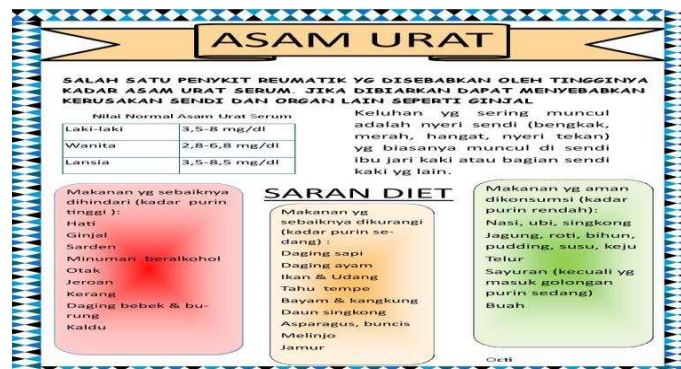 ASAM URAT
SALAH SATU PENYKIT REUMATIK YG DISEBABKAN OLEH TINGGINYA
KADAR ASAM URAT SERUM. JIKA DIBIARKAN DAPAT MENYEBABKAN
KERUSAKAN SENDI DAN ORGAN LAIN SEPERTI GINJAL
Nilai Normal Asam Urat Serum
Laki-laki 3,5-8 mg/dl
Wanita 2,8-6,8 mg/dl
Lansia 3,5-8,5 mg/dl
Keluhan yg sering muncul
adalah nyeri sendi (bengkak,
merah, hangat, nyeri tekan)
yg biasanya muncul di sendi
ibu jari kaki atau bagian sendi
kaki yg lain.
SARAN DIET
Makanan yg sebaiknya
dihindari (kadar purin
tinggi ):
Hati
Ginjal
Sarden
Minuman beralkohol
Otak
Jeroan
Kerang
Daging bebek & bu-
rung
Kaldu
Makanan yg
sebaiknya dikurangi
(kadar purin se-
dang) :
Daging sapi
Daging ayam
Ikan & Udang
Tahu tempe
Bayam & kangkung
Daun singkong
Asparagus, buncis
Melinjo
Jamur
Makanan yg aman
dikonsumsi (kadar
purin rendah):
Nasi, ubi, singkong
Jagung, roti, bihun,
pudding, susu, keju
Telur
Sayuran (kecuali yg
masuk golongan
purin sedang)
Buah
Octi